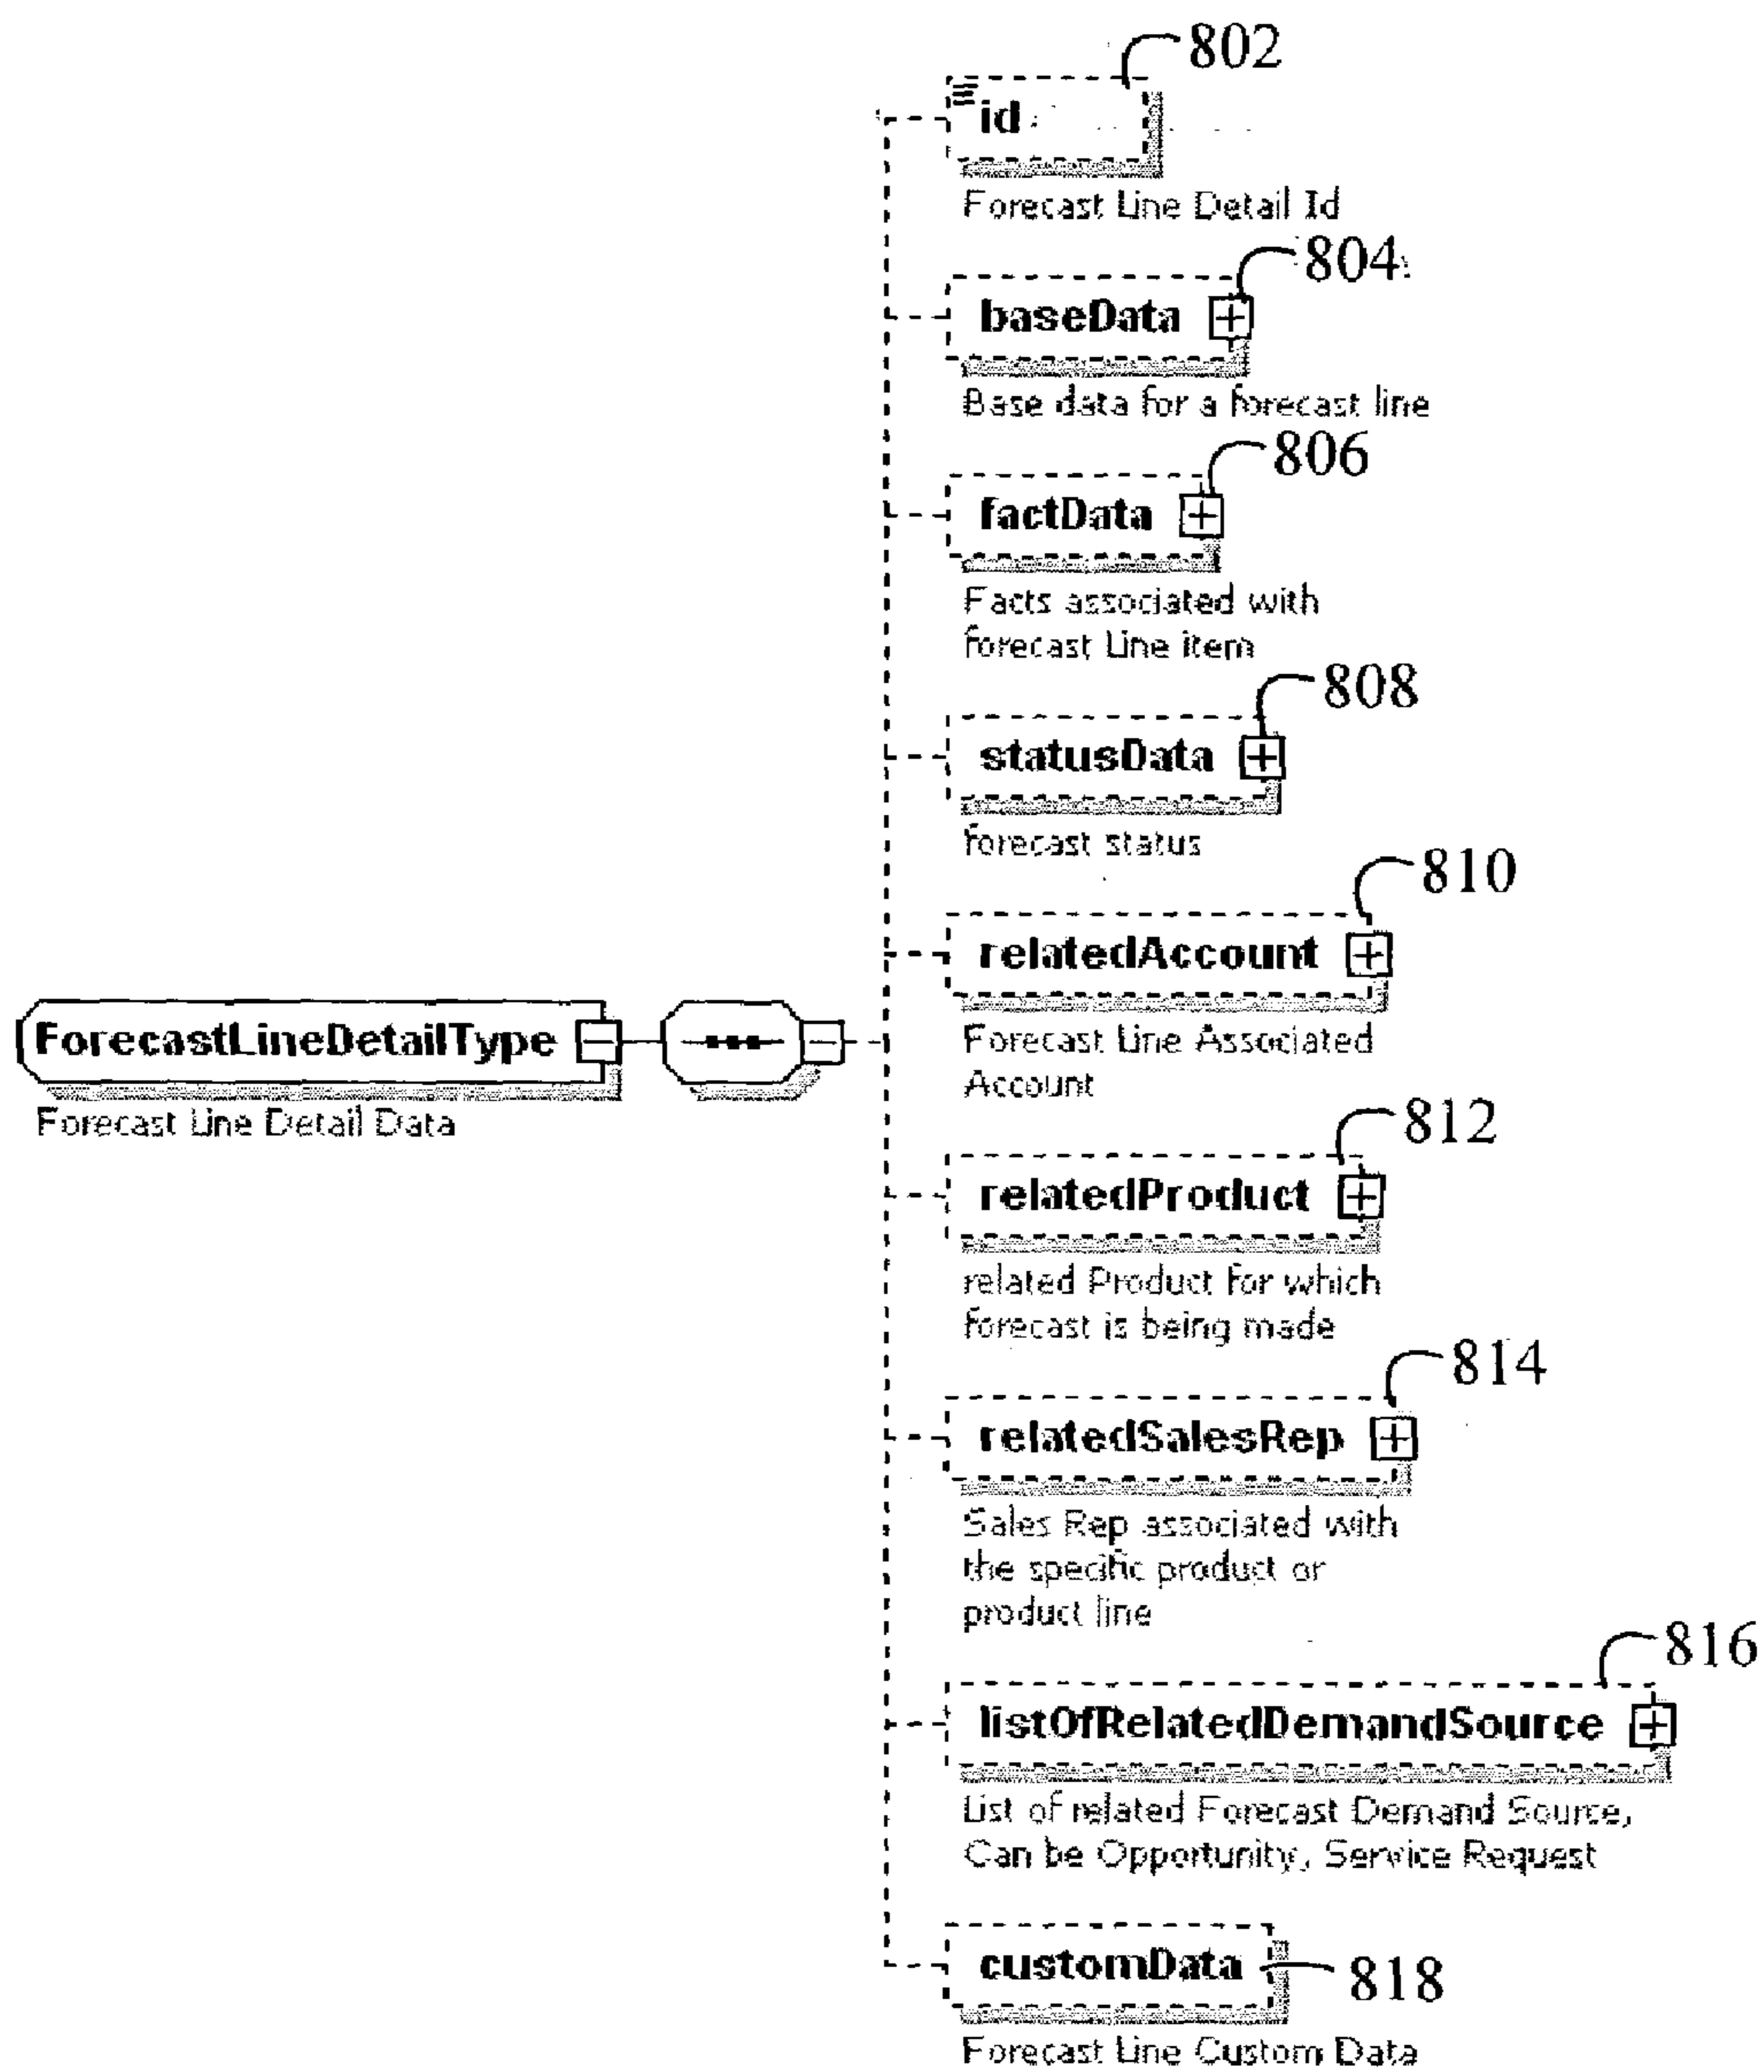 802
id
Forecast Line Detail Id
804
baseData
Base data for a forecast line
806
factData
Facts associated with
forecast Line item
808
statusData
forecast status
810
relatedAccount
Forecast Line Associated
Account
ForecastLineDetailType
Forecast Line Detail Data
812
relatedProduct
related Product for which
forecast is being made
814
relatedSalesRep
Sales Rep associated with
the specific product or
product line
816
listOfRelatedDemandSource
List of related Forecast Demand Source,
Can be Opportunity, Service Request
customData
818
Forecast Line Custom Data